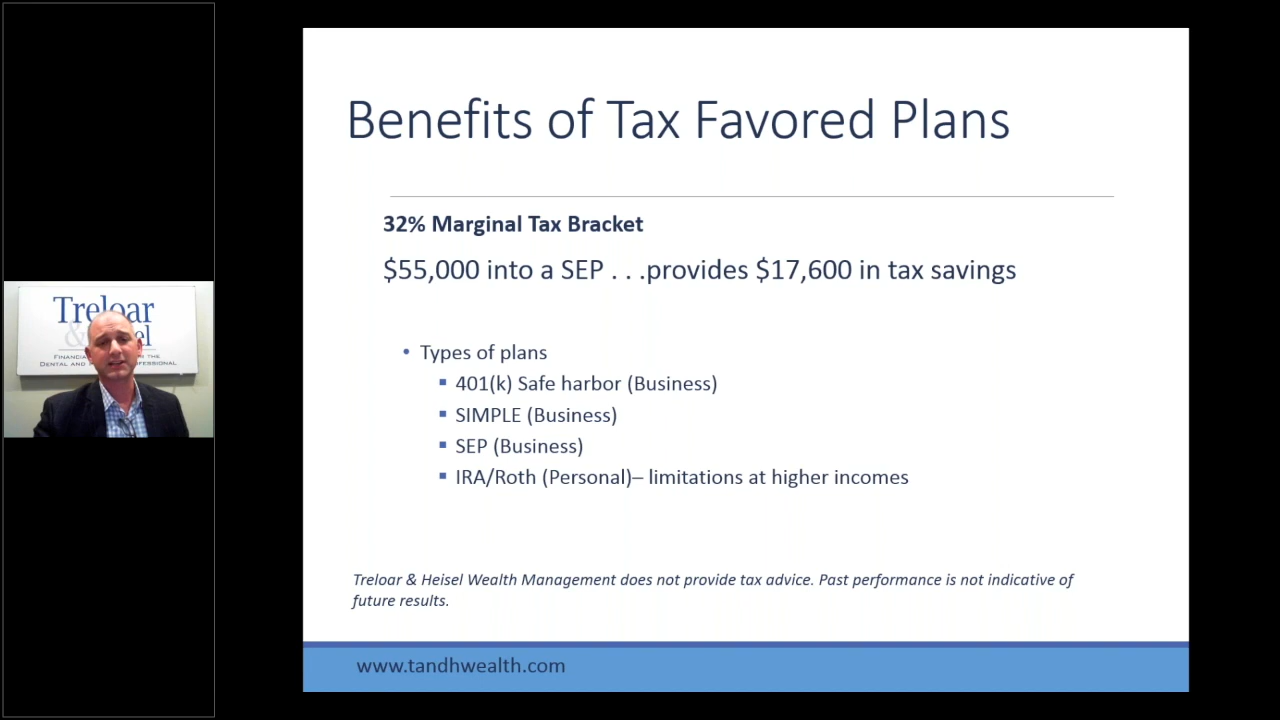 Benefits of Tax Favored Plans
32% Marginal Tax Bracket
$55,000 into a SEP . . .provides $17,600 in tax savings
• Types of plans
▪ 401(k) Safe harbor (Business)
▪ SIMPLE (Business)
▪ SEP (Business)
▪ IRA/Roth (Personal)– limitations at higher incomes
Treloar & Heisel Wealth Management does not provide tax advice. Past performance is not indicative of
future results.
www.tandhwealth.com
Treloar
&
DENTAL AND